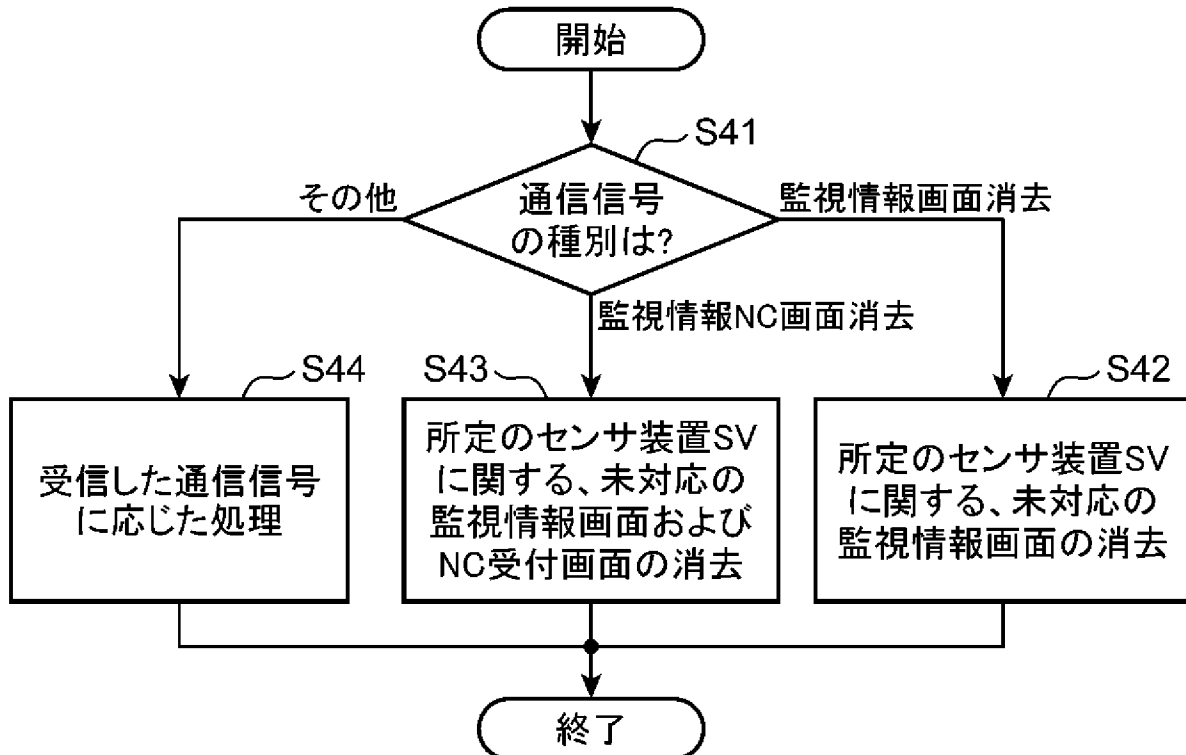 開始
S41
通信信号
の種別は?
その他
監視情報画面消去
監視情報NC画面消去
S44
受信した通信信号
に応じた処理
S43
所定のセンサ装置SV
に関する、未対応の
監視情報画面および
NC受付画面の消去
S42
所定のセンサ装置SV
に関する、未対応の
監視情報画面の消去
終了